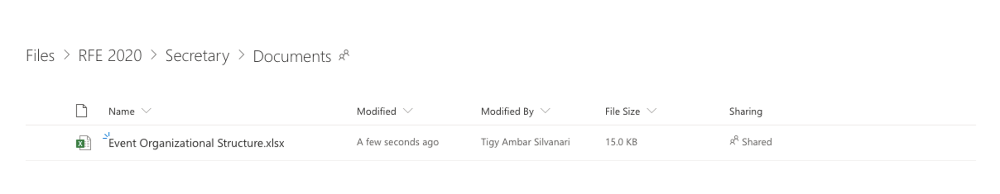 Files > RFE 2020 > Secretary > Documents
Name Modified Modified By File Size Sharing
Event Organizational Structure.xlsx A few seconds ago Tigy Ambar Silvanari 15.0 KB Shared